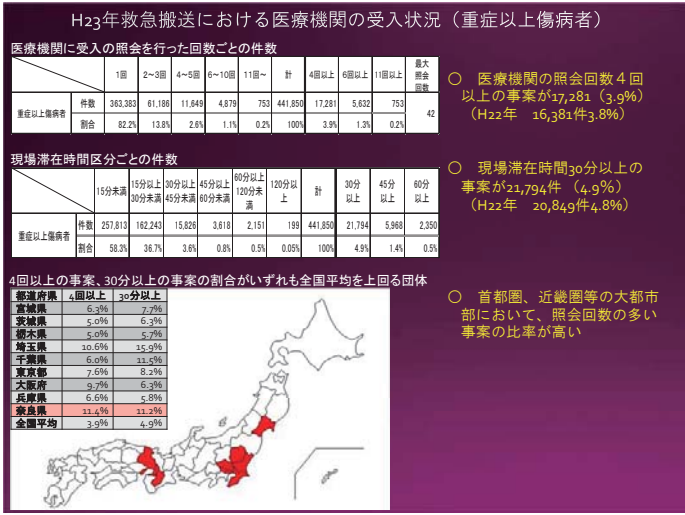 H23年救急搬送における医療機関の受入状況（重症以上傷病者）
医療機関に受入の照会を行った回数ごとの件数
1回 2～3回 4～5回 6～10回 11回～ 計 4回以上 6回以上 11回以上 最大照会回数
重症以上傷病者 件数 363,383 61,186 11,649 4,879 753 441,850 17,281 5,632 753 42
割合 82.2% 13.8% 2.6% 1.1% 0.2% 100% 3.9% 1.3% 0.2%
○　医療機関の照会回数４回
以上の事案が17,281（3.9%）
（H22年　16,381件3.8%）
現場滞在時間区分ごとの件数
15分未満 15分以上30分未満 30分以上45分未満 45分以上60分未満 60分以上120分未満 120分以上 計 30分以上 45分以上 60分以上
重症以上傷病者 件数 257,813 162,243 15,826 3,618 2,151 199 441,850 21,794 5,968 2,350
割合 58.3% 36.7% 3.6% 0.8% 0.5% 0.05% 100% 4.9% 1.4% 0.5%
○　現場滞在時間30分以上の
事案が21,794件（4.9%）
（H22年　20,849件4.8%）
4回以上の事案、30分以上の事案の割合がいずれも全国平均を上回る団体
都道府県 4回以上 30分以上
宮城県 6.3% 7.7%
茨城県 5.0% 6.3%
栃木県 5.0% 5.7%
埼玉県 10.6% 15.9%
千葉県 6.0% 11.5%
東京都 7.6% 8.2%
大阪府 9.7% 6.3%
兵庫県 6.6% 5.8%
奈良県 11.4% 11.2%
全国平均 3.9% 4.9%
○　首都圏、近畿圏等の大都市
部において、照会回数の多い
事案の比率が高い